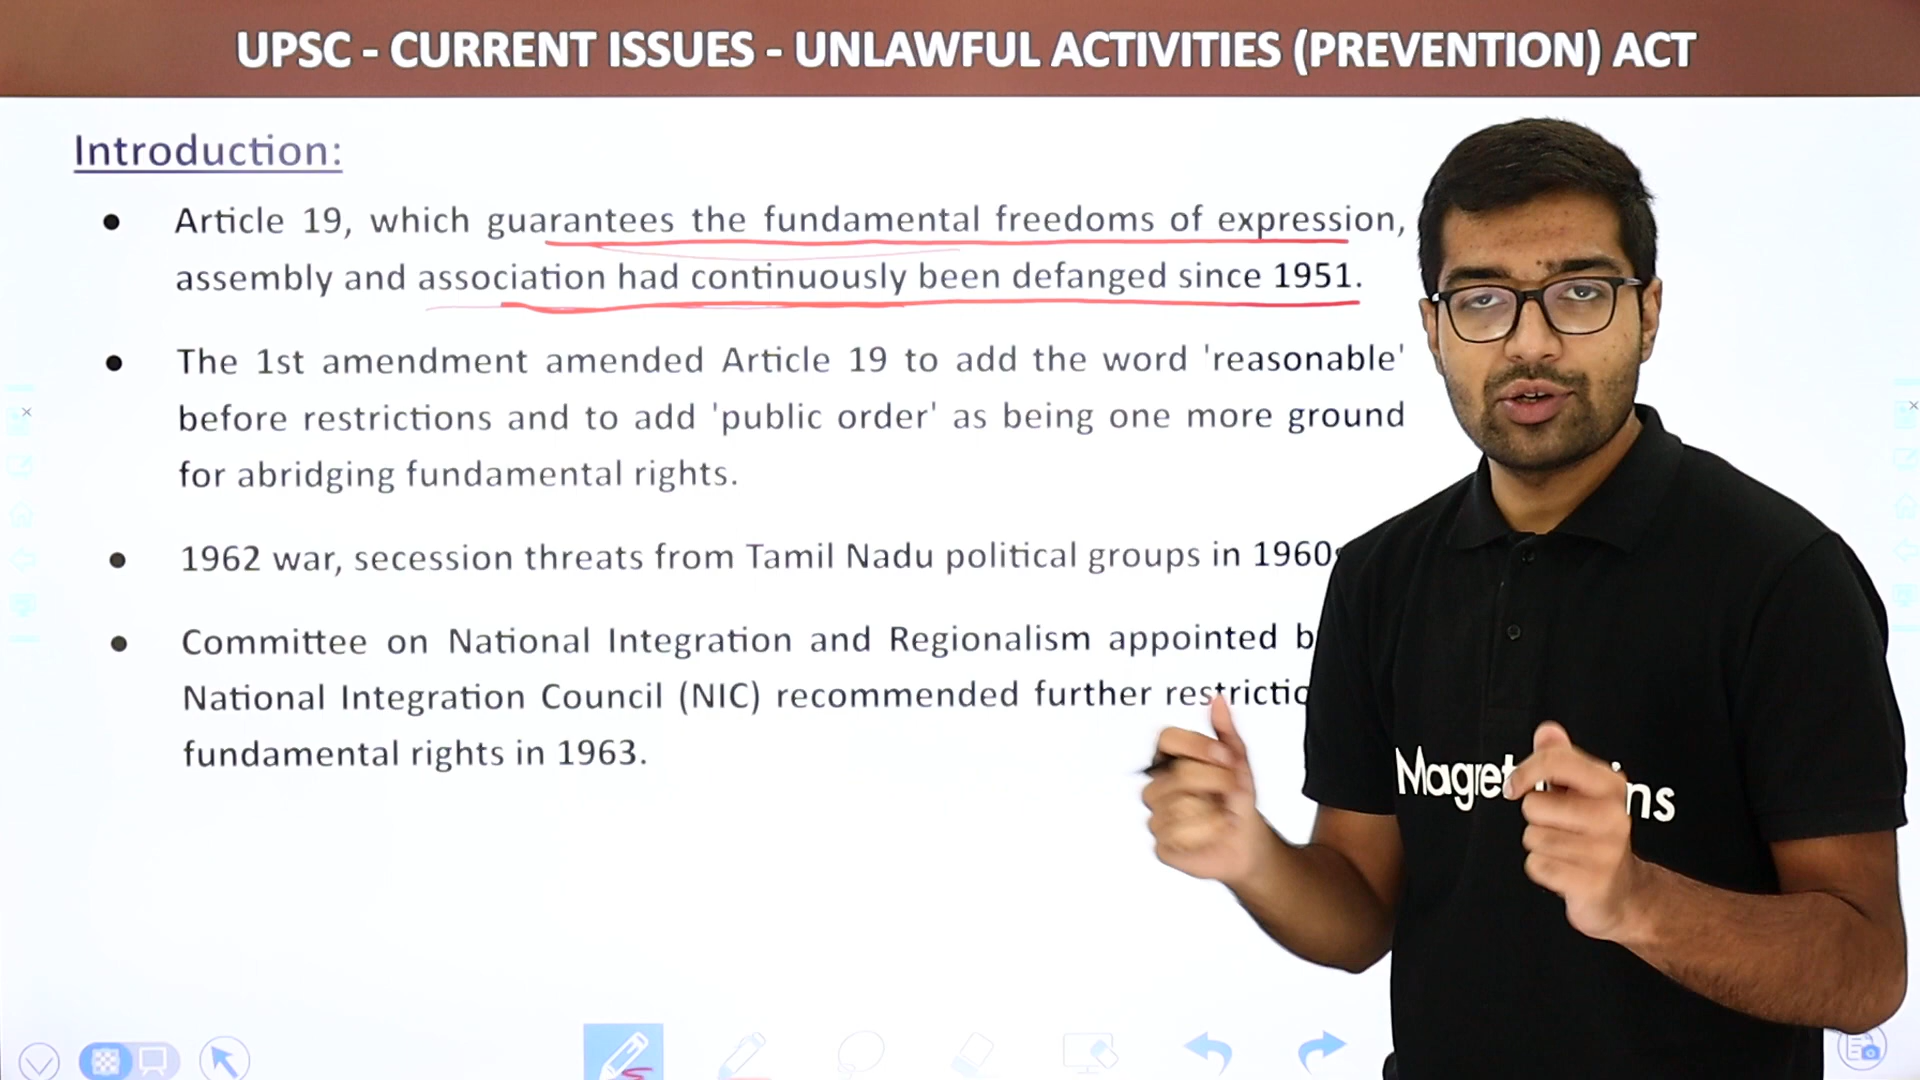 UPSC - CURRENT ISSUES - UNLAWFUL ACTIVITIES (PREVENTION) ACT
Introduction:
● Article 19, which guarantees the fundamental freedoms of expression,
assembly and association had continuously been defanged since 1951.
● The 1st amendment amended Article 19 to add the word 'reasonable'
before restrictions and to add 'public order' as being one more ground
for abridging fundamental rights.
● 1962 war, secession threats from Tamil Nadu political groups in 1960s
● Committee on National Integration and Regionalism appointed
National Integration Council (NIC) recommended further
fundamental rights in 1963.